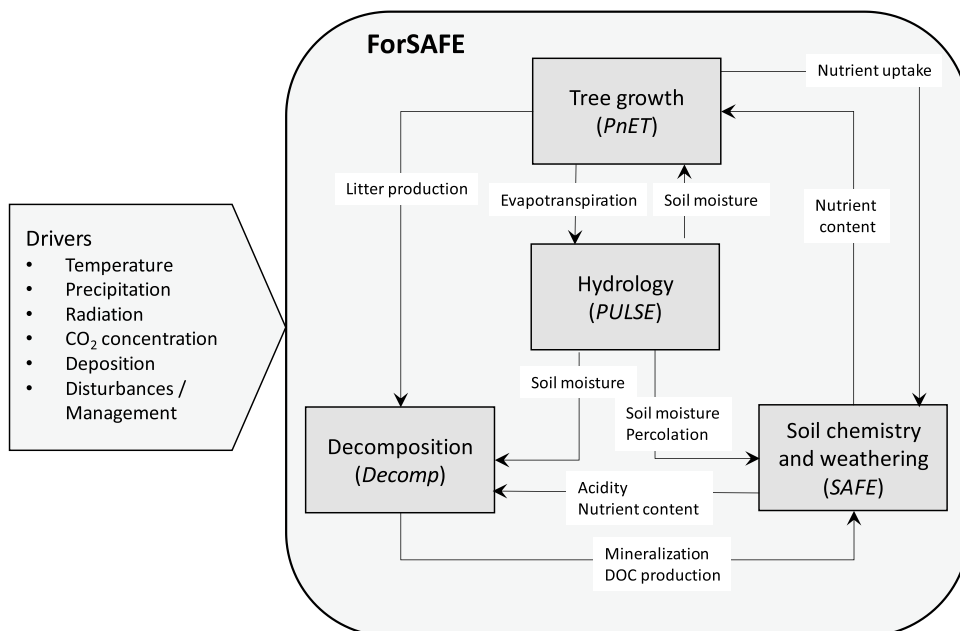 ForSAFE
Tree growth
(PnET)
Nutrient uptake
Litter production
Evapotranspiration
Soil moisture
Nutrient
content
Drivers
• Temperature
• Precipitation
• Radiation
• CO₂ concentration
• Deposition
• Disturbances /
Management
Hydrology
(PULSE)
Soil moisture
Soil moisture
Percolation
Decomposition
(Decomp)
Soil chemistry
and weathering
(SAFE)
Acidity
Nutrient content
Mineralization
DOC production